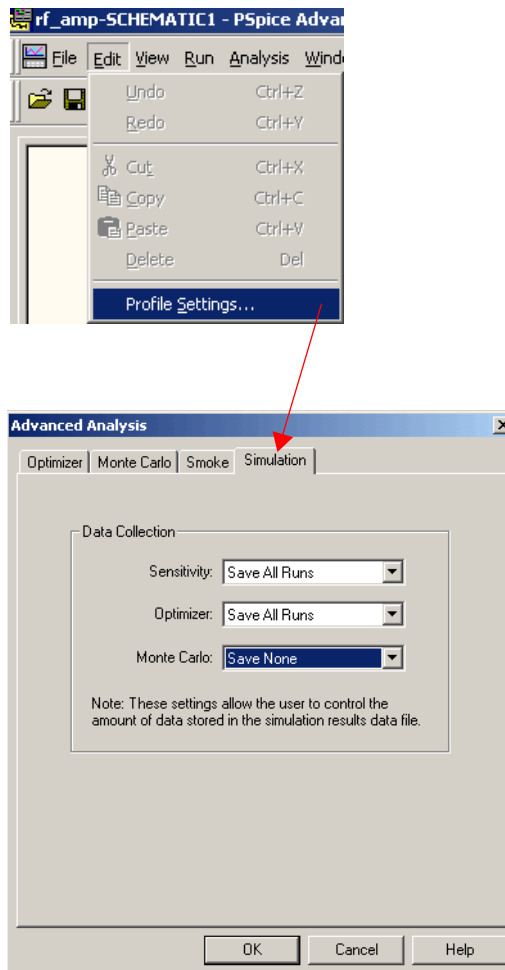 rf_amp-SCHEMATIC1 - PSpice Advan
File Edit View Run Analysis Wind
Undo Ctrl+Z
Redo Ctrl+Y
Cut Ctrl+X
Copy Ctrl+C
Paste Ctrl+V
Delete Del
Profile Settings...
Advanced Analysis
Optimizer Monte Carlo Smoke Simulation
Data Collection
Sensitivity: Save All Runs
Optimizer: Save All Runs
Monte Carlo: Save None
Note: These settings allow the user to control the
amount of data stored in the simulation results data file.
OK Cancel Help